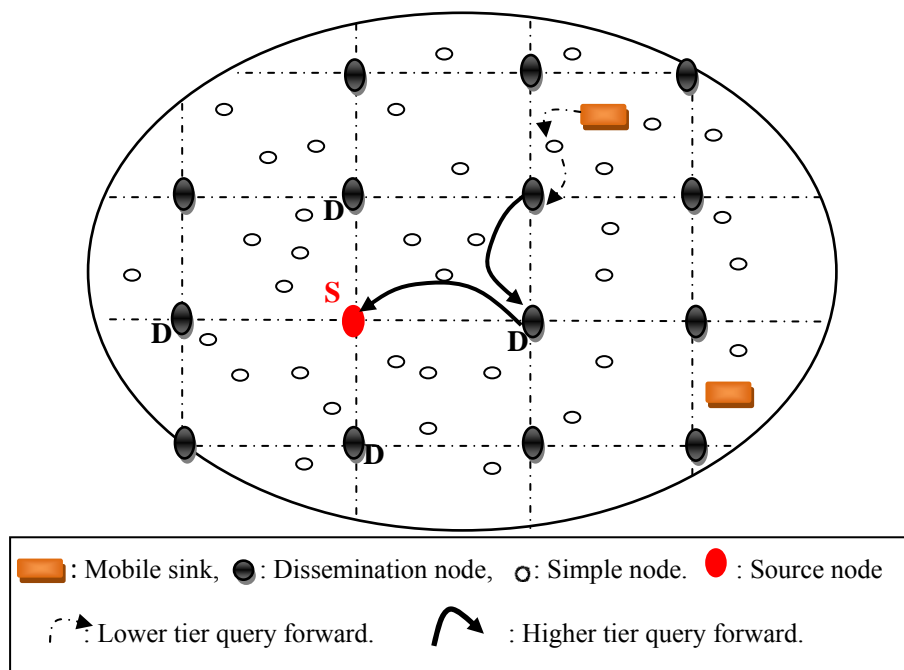 D
S
D
D
D
: Mobile sink, : Dissemination node, : Simple node. : Source node
: Lower tier query forward. : Higher tier query forward.